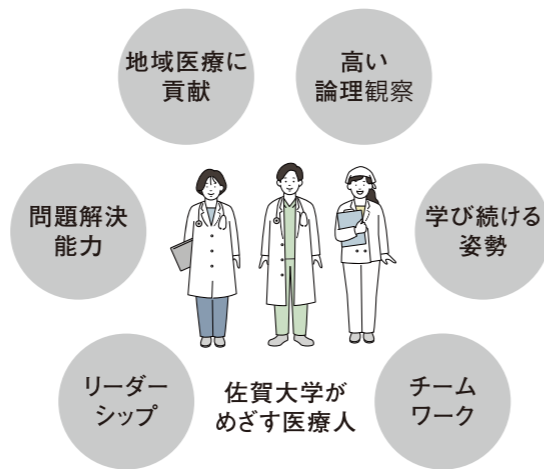 地域医療に
貢献
高い
論理観察
問題解決
能力
学び続ける
姿勢
リーダー
シップ
佐賀大学が
めざす医療人
チーム
ワーク